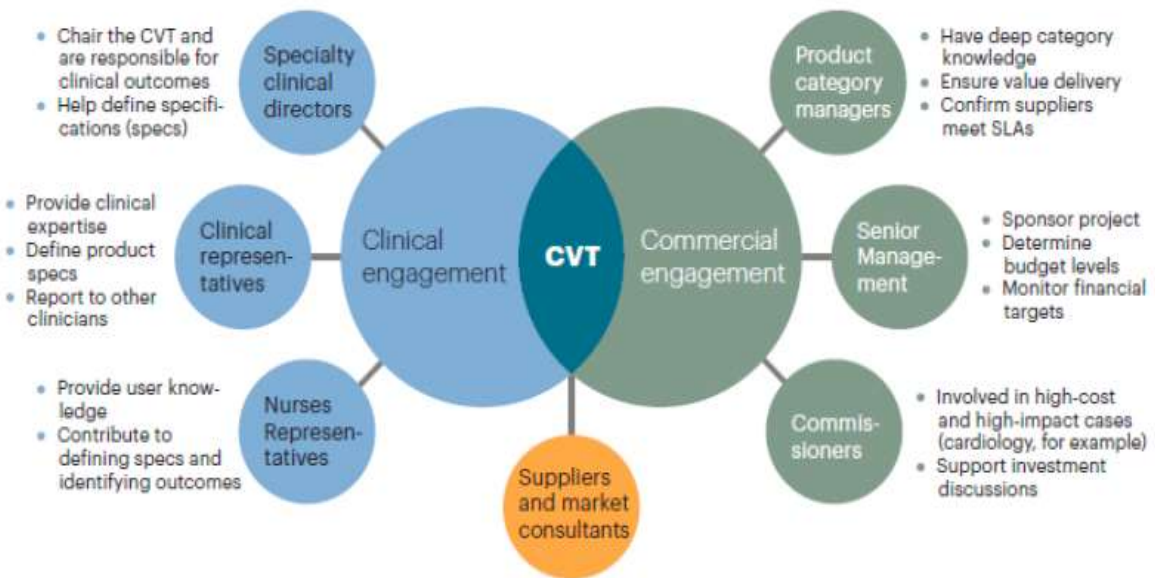 Chair the CVT and
are responsible for
clinical outcomes
Help define specifi-
cations (specs)
Specialty
clinical
directors
Product
category
managers
Have deep category
knowledge
Ensure value delivery
Confirm suppliers
meet SLAs
Provide clinical
expertise
Define product
specs
Report to other
clinicians
Clinical
represen-
tatives
Clinical
engagement
CVT
Commercial
engagement
Senior
Manage-
ment
Sponsor project
Determine
budget levels
Monitor financial
targets
Provide user know-
ledge
Contribute to
defining specs and
identifying outcomes
Nurses
Represen-
tatives
Suppliers
and market
consultants
Commis-
sioners
Involved in high-cost
and high-impact cases
(cardiology, for example)
Support investment
discussions